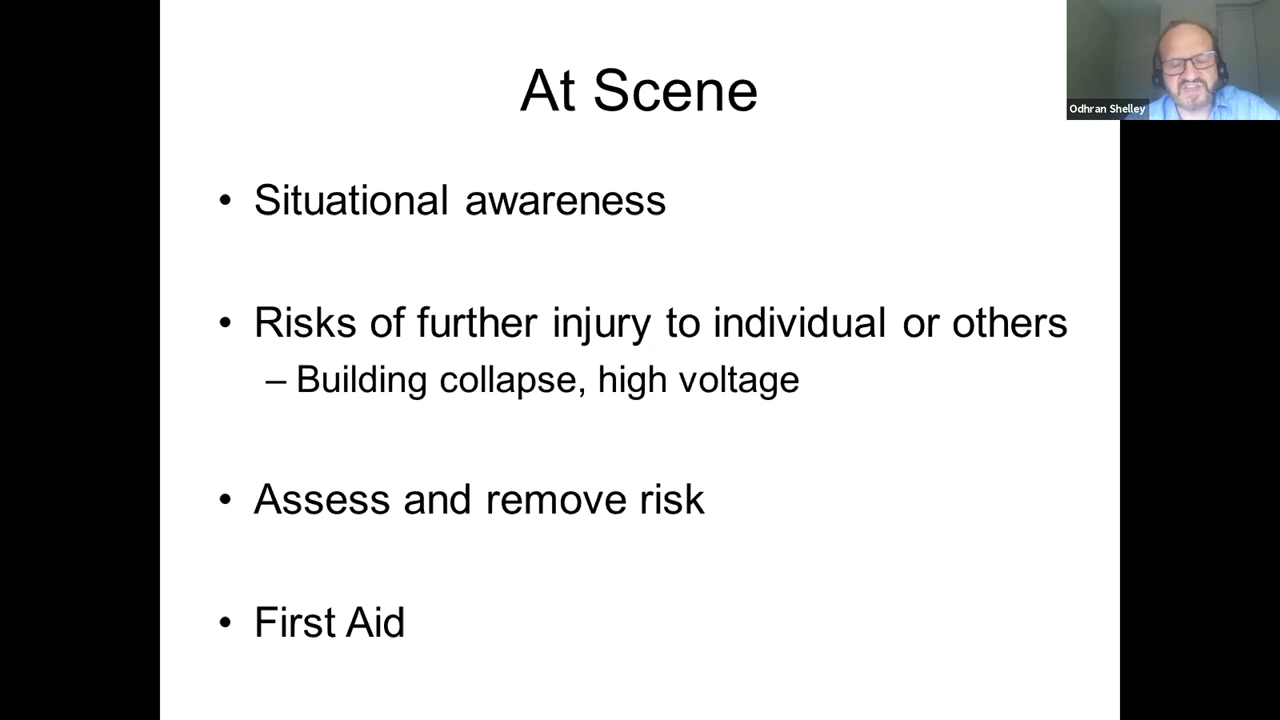 At Scene
Odhran Shelley
• Situational awareness
• Risks of further injury to individual or others
– Building collapse, high voltage
• Assess and remove risk
• First Aid